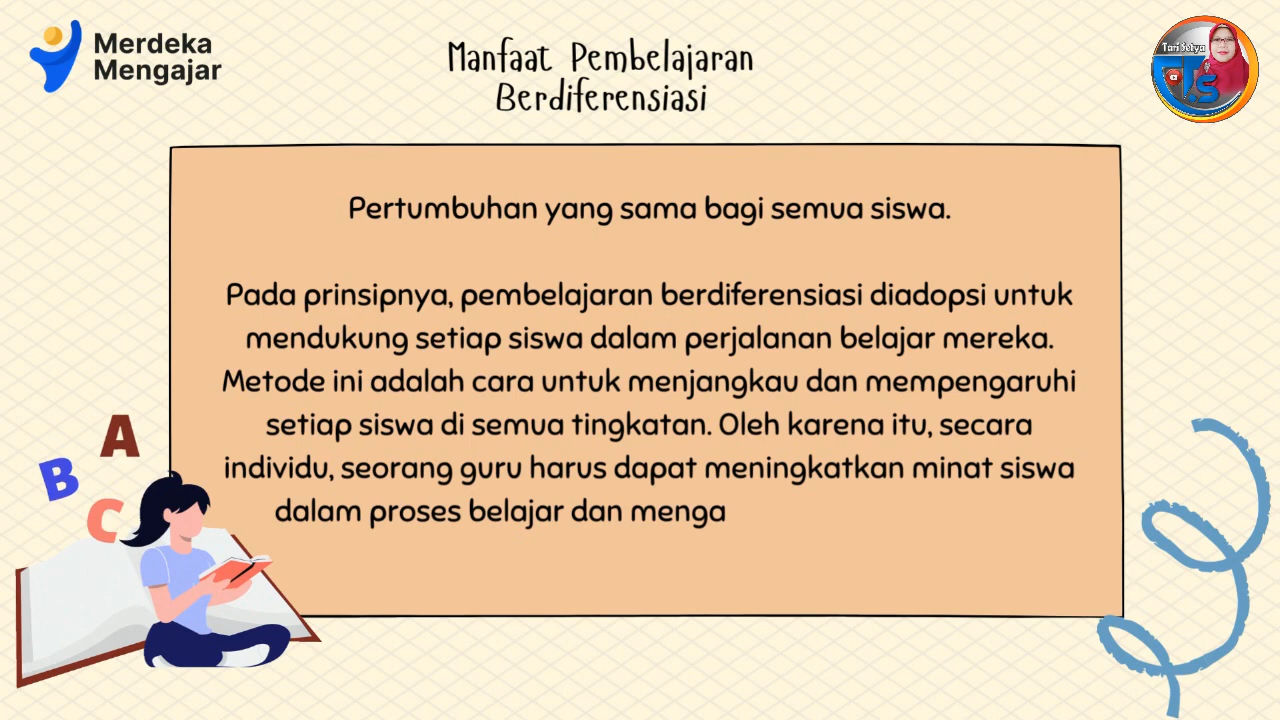 Merdeka
Mengajar
Manfaat Pembelajaran
Berdiferensiasi
Tari Setya
T.S
Pertumbuhan yang sama bagi semua siswa.
Pada prinsipnya, pembelajaran berdiferensiasi diadopsi untuk
mendukung setiap siswa dalam perjalanan belajar mereka.
Metode ini adalah cara untuk menjangkau dan mempengaruhi
setiap siswa di semua tingkatan. Oleh karena itu, secara
individu, seorang guru harus dapat meningkatkan minat siswa
dalam proses belajar dan menga
A
B
C